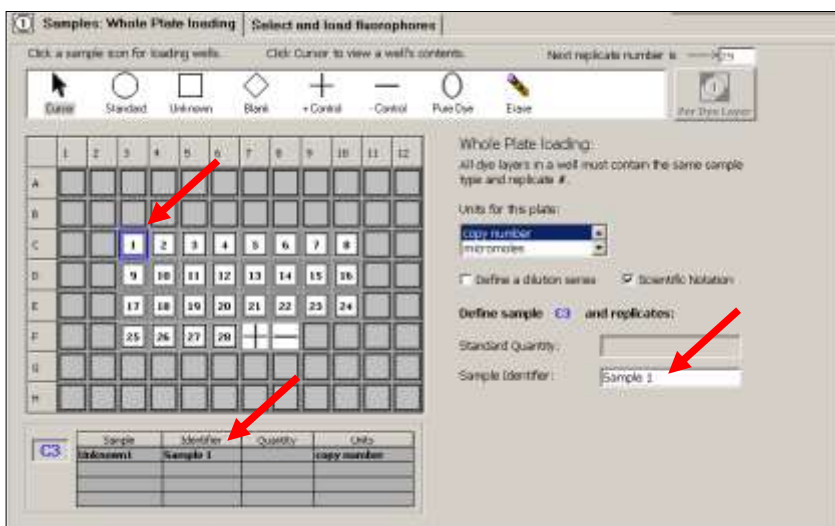 Samples: Whole Plate loading
Select and load fluorophores
Click a sample icon for loading wells.
Click Cursor to view a well's contents.
Next replicate number is 29
Cursor
Standard
Unknown
Blank
+ Control
- Control
Pure Dye
Erase
Per Dye Layer
1 2 3 4 5 6 7 8 9 10 11 12
A
B
C 1 2 3 4 5 6 7 8
D 9 10 11 12 13 14 15 16
E 17 18 19 20 21 22 23 24
F 25 26 27 28 + −
G
H
Whole Plate loading:
All dye layers in a well must contain the same sample
type and replicate #.
Units for this plate:
copy number
micromoles
Define a dilution series
Scientific Notation
Define sample C3 and replicates:
Standard Quantity:
Sample Identifier: Sample 1
C3
Sample Identifier Quantity Units
Unknown1 Sample 1 copy number